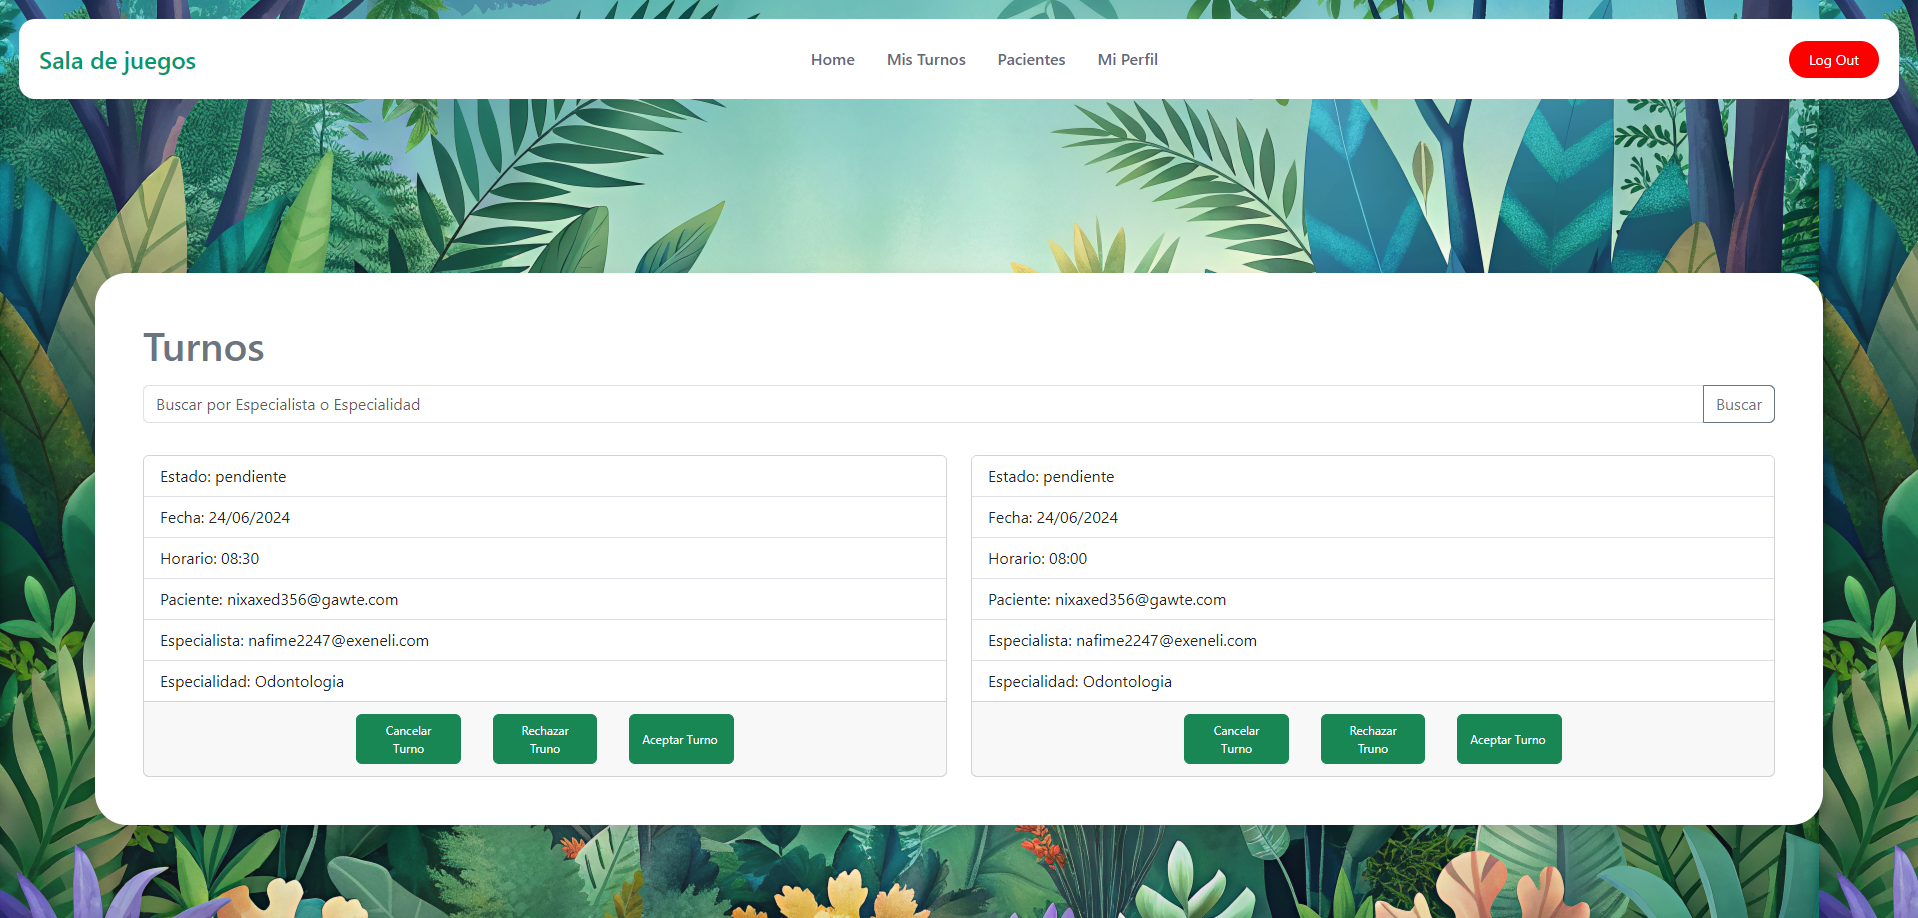 Sala de juegos
Home Mis Turnos Pacientes Mi Perfil
Log Out
Turnos
Buscar por Especialista o Especialidad
Buscar
Estado: pendiente
Fecha: 24/06/2024
Horario: 08:30
Paciente: nixaxed356@gawte.com
Especialista: nafime2247@exeneli.com
Especialidad: Odontologia
Cancelar
Turno
Rechazar
Truno
Aceptar Turno
Estado: pendiente
Fecha: 24/06/2024
Horario: 08:00
Paciente: nixaxed356@gawte.com
Especialista: nafime2247@exeneli.com
Especialidad: Odontologia
Cancelar
Turno
Rechazar
Truno
Aceptar Turno